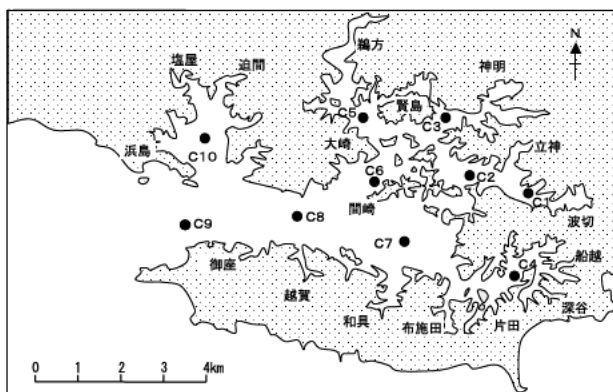 鵜方
N
塩屋
迫間
神明
賢島
C5
C3
C10
大崎
立神
浜島
C6
C2
C1
間崎
波切
C9
C8
C7
船越
御座
C4
越賀
深谷
和具
布施田
片田
0 1 2 3 4km